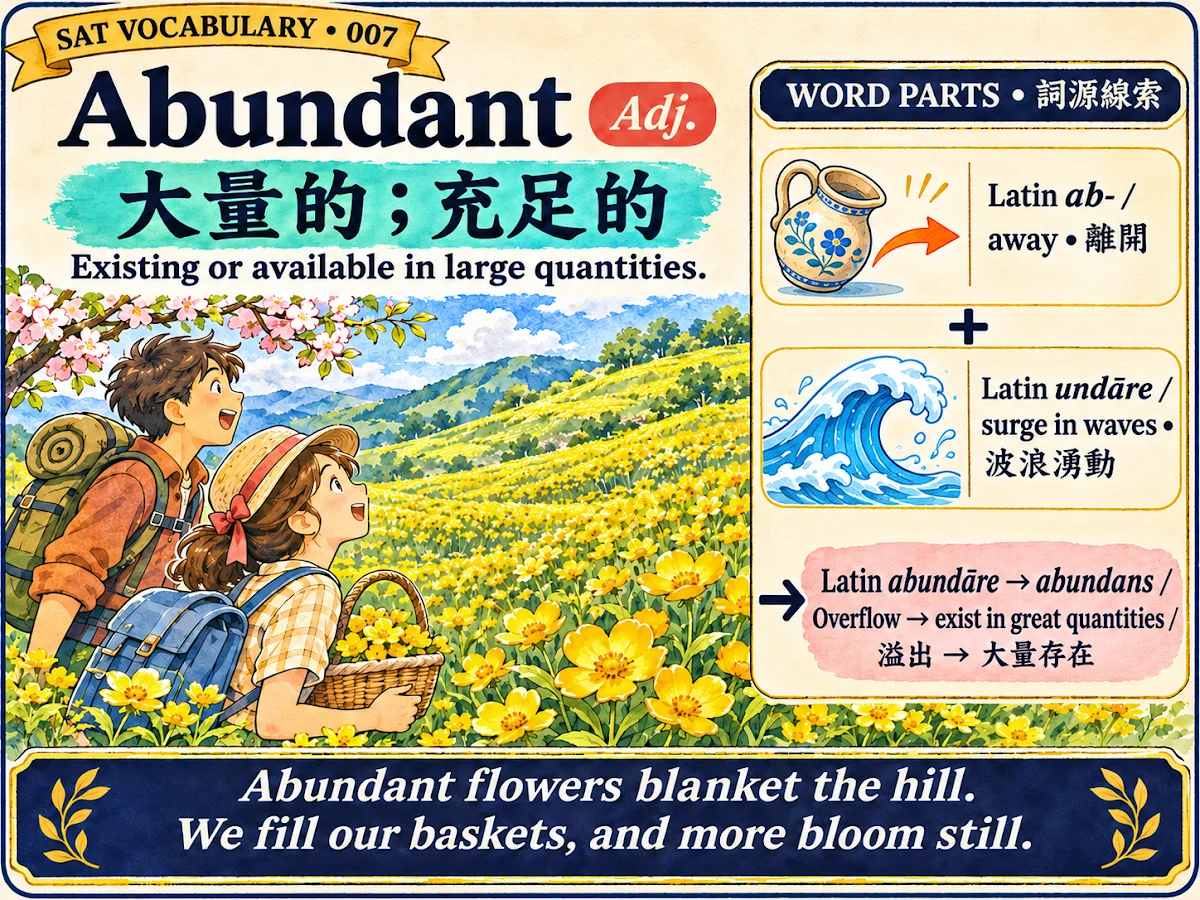 SAT VOCABULARY • 007
Abundant Adj.
大量的；充足的
Existing or available in large quantities.
WORD PARTS • 詞源線索
Latin ab- /
away • 離開
+
Latin undāre /
surge in waves •
波浪湧動
→ Latin abundāre → abundans /
Overflow → exist in great quantities /
溢出 → 大量存在
Abundant flowers blanket the hill.
We fill our baskets, and more bloom still.